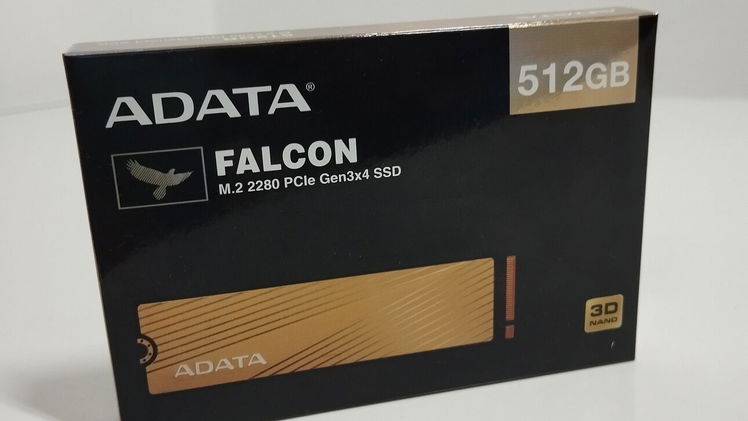 ADATA®
512GB
FALCON
M.2 2280 PCIe Gen3x4 SSD
ADATA
3D
NAND